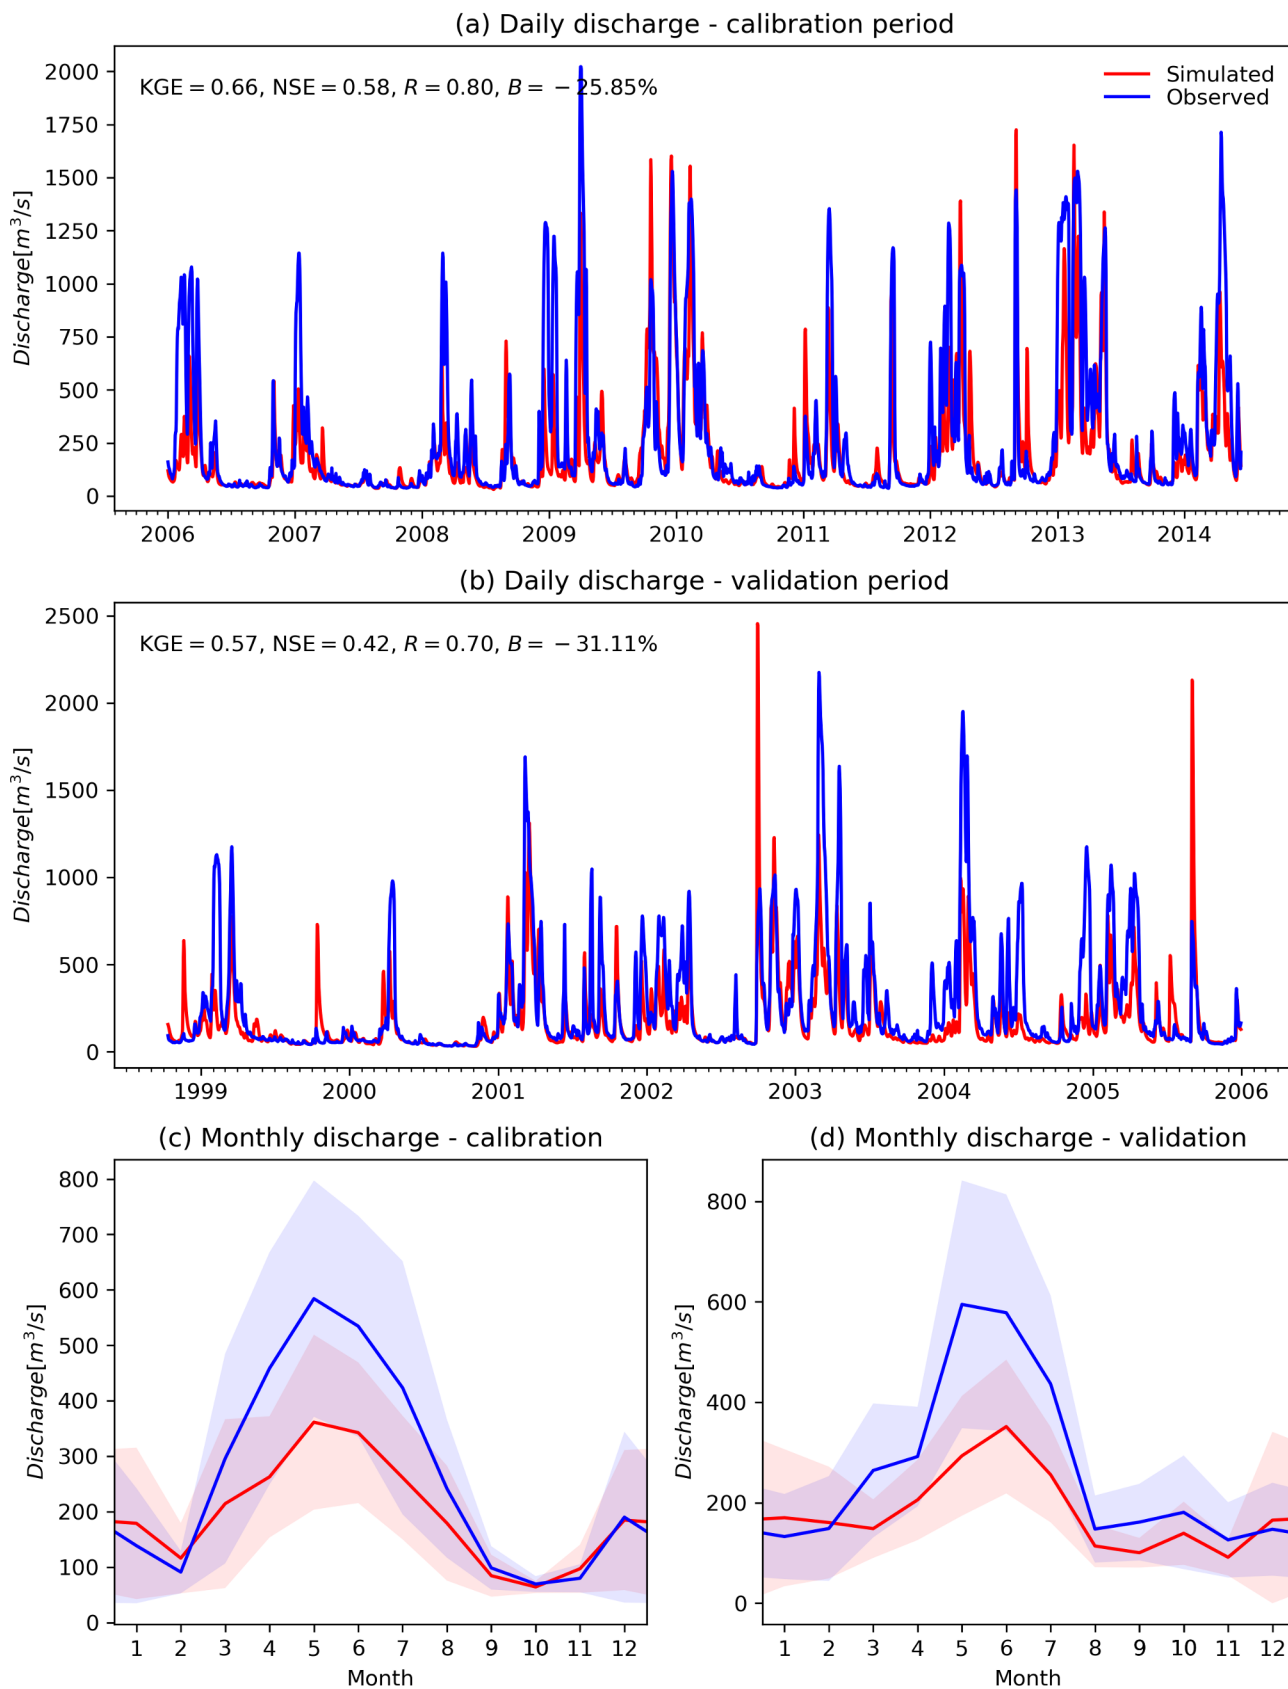 (a) Daily discharge - calibration period
KGE = 0.66, NSE = 0.58, R = 0.80, B = −25.85%
Simulated
Observed
Discharge[m³/s]
2000
1750
1500
1250
1000
750
500
250
0
2006 2007 2008 2009 2010 2011 2012 2013 2014
(b) Daily discharge - validation period
KGE = 0.57, NSE = 0.42, R = 0.70, B = −31.11%
Discharge[m³/s]
2500
2000
1500
1000
500
0
1999 2000 2001 2002 2003 2004 2005 2006
(c) Monthly discharge - calibration
Discharge[m³/s]
800
700
600
500
400
300
200
100
0
1 2 3 4 5 6 7 8 9 10 11 12
Month
(d) Monthly discharge - validation
Discharge[m³/s]
800
600
400
200
0
1 2 3 4 5 6 7 8 9 10 11 12
Month